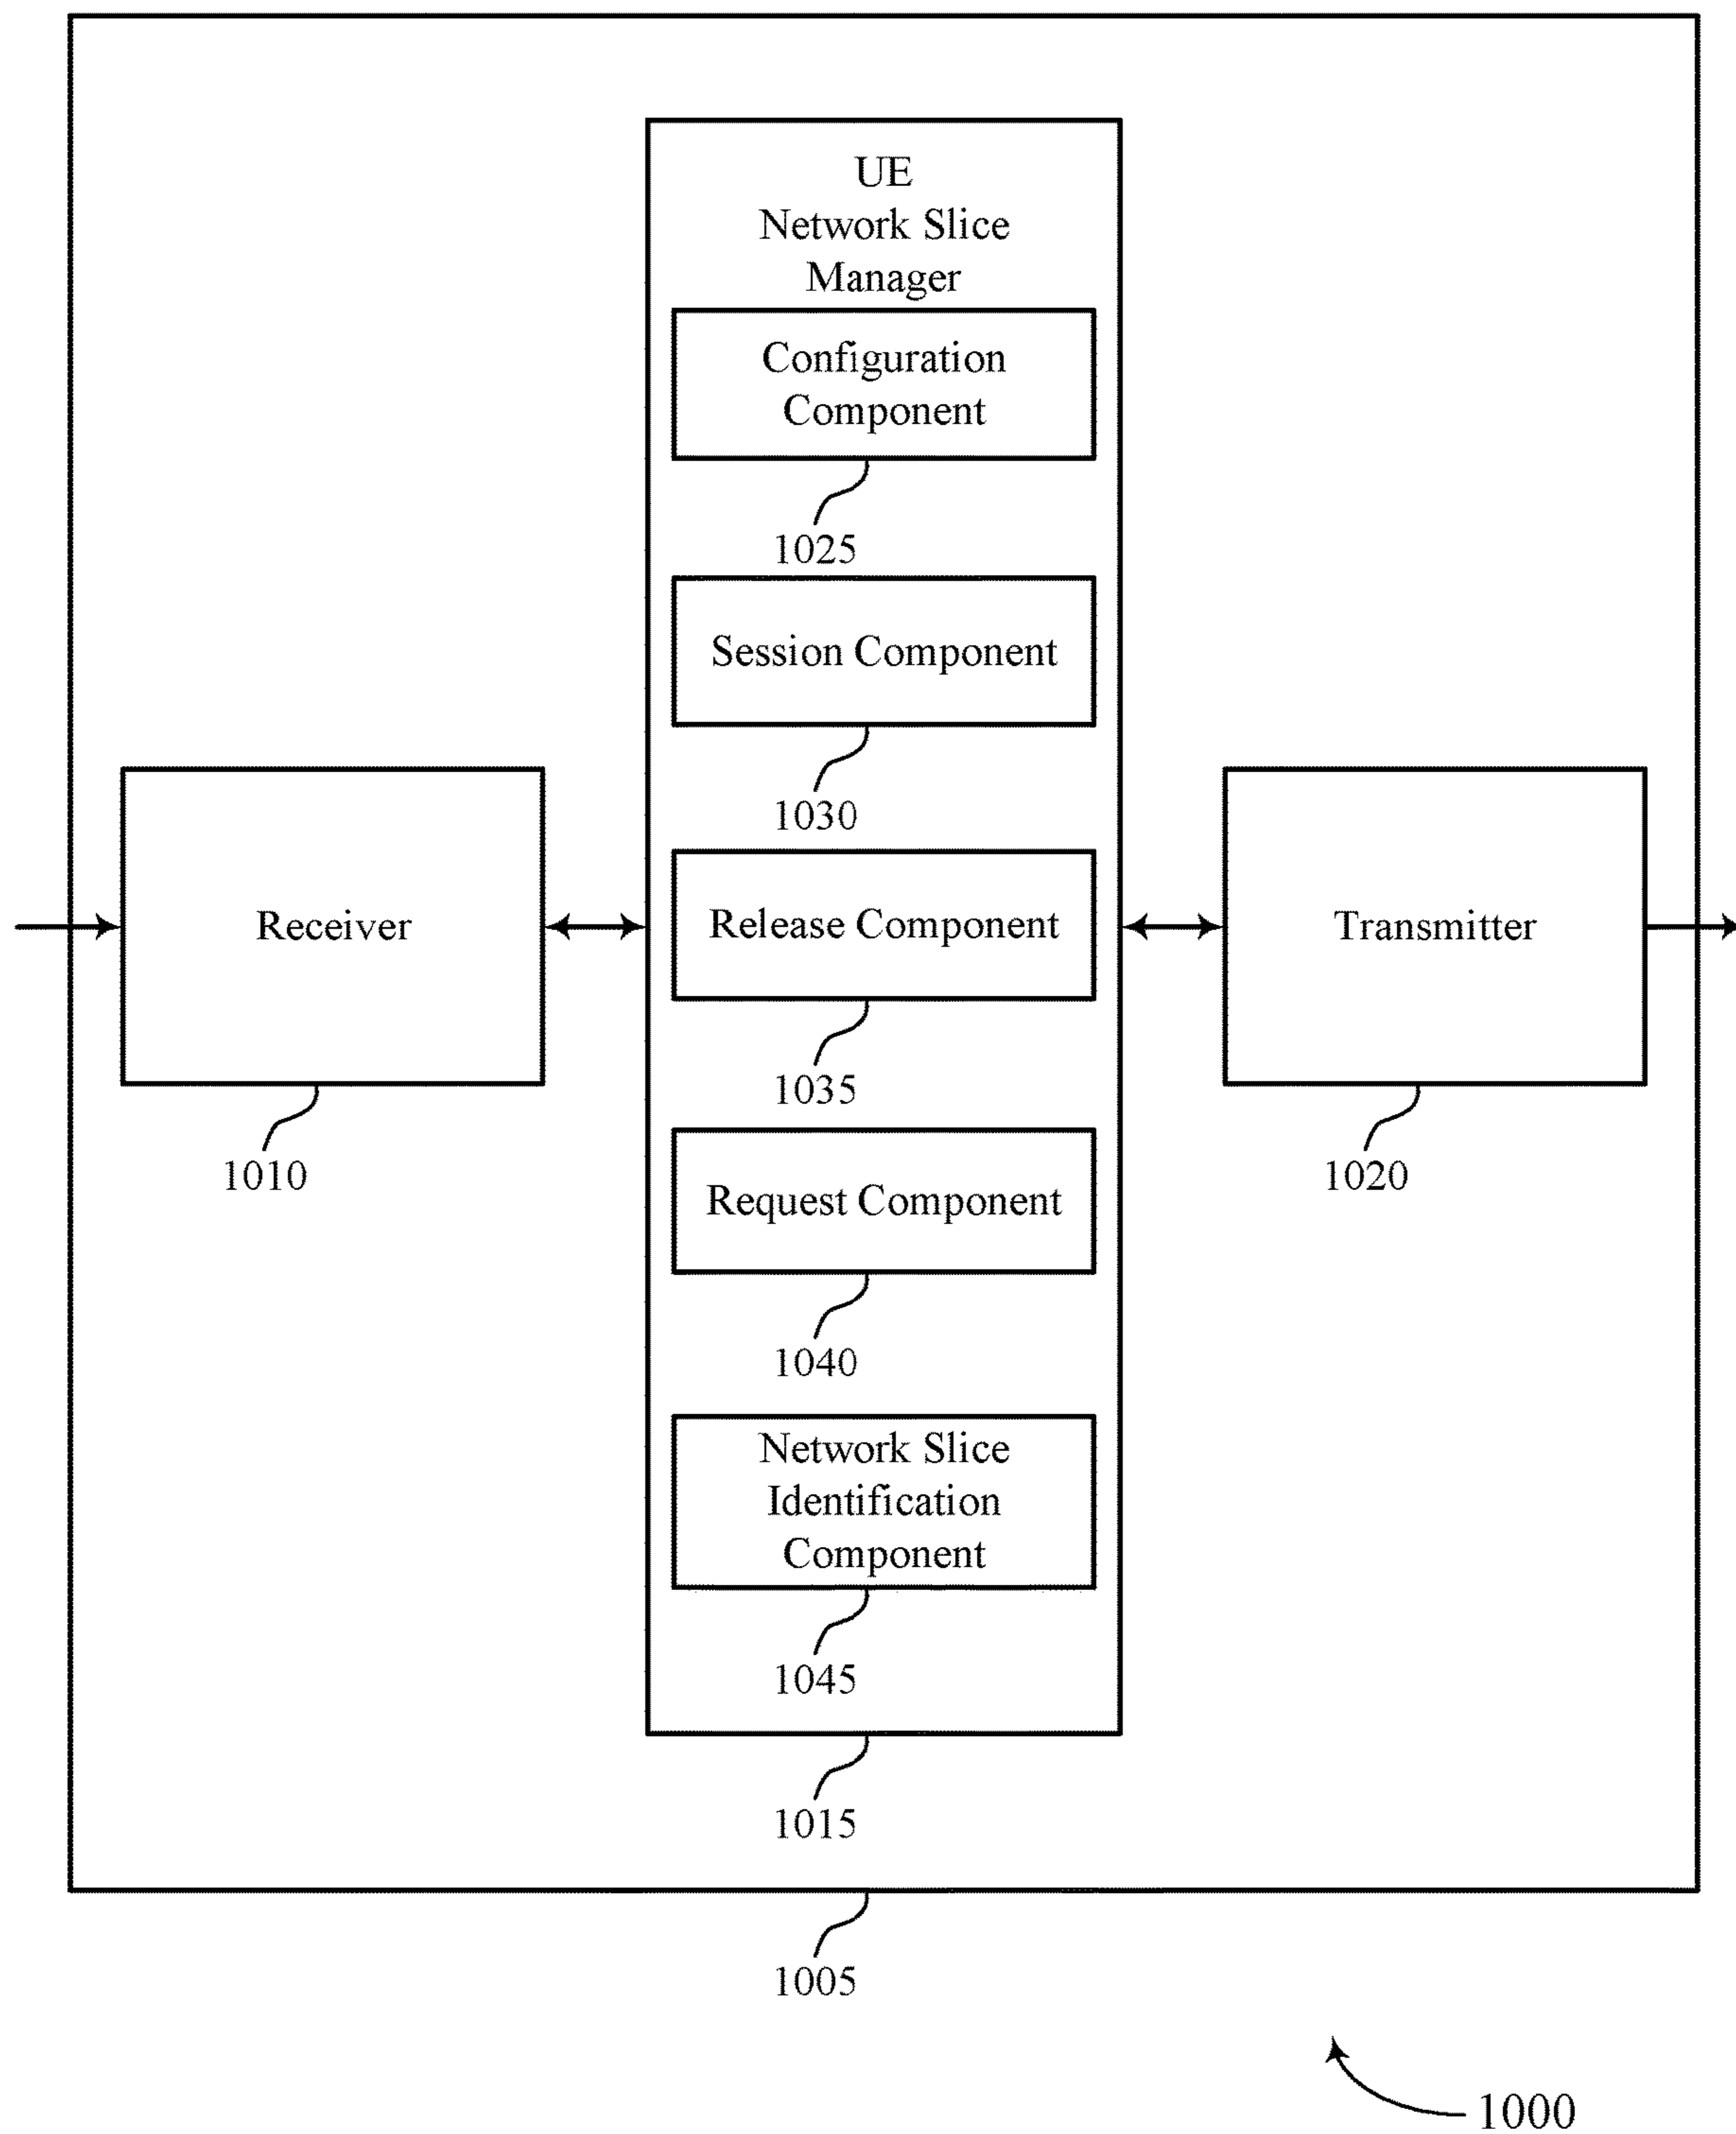 UE
Network Slice
Manager
Configuration
Component
1025
Session Component
1030
Receiver
1010
Release Component
1035
Transmitter
1020
Request Component
1040
Network Slice
Identification
Component
1045
1015
1005
1000